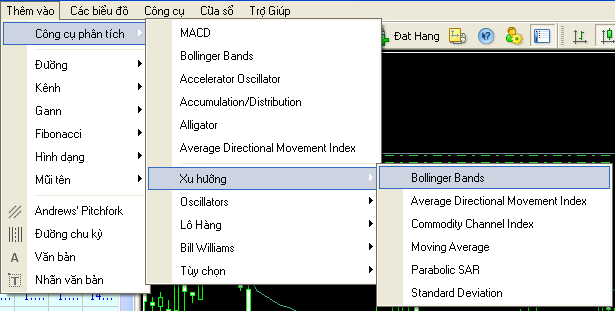 Thêm vào Các biểu đồ Công cụ Cửa sổ Trợ Giúp
Công cụ phân tích
Đường
Kênh
Gann
Fibonacci
Hình dạng
Mũi tên
Andrews' Pitchfork
Đường chu kỳ
Văn bản
Nhãn văn bản
MACD
Bollinger Bands
Accelerator Oscillator
Accumulation/Distribution
Alligator
Average Directional Movement Index
Xu hướng
Oscillators
Lô Hàng
Bill Williams
Tùy chọn
Bollinger Bands
Average Directional Movement Index
Commodity Channel Index
Moving Average
Parabolic SAR
Standard Deviation
Đat Hang
1... 1... 14...